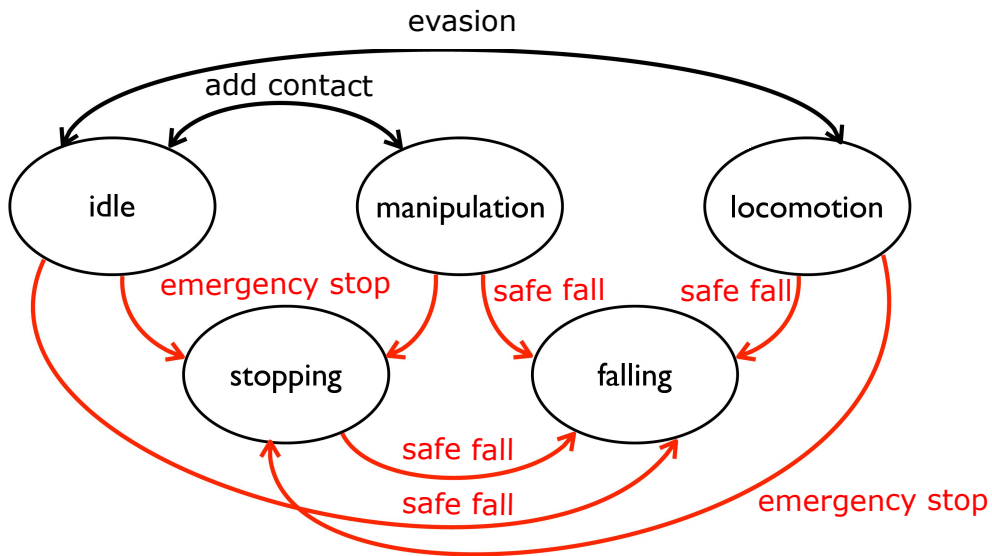 evasion
add contact
idle
manipulation
locomotion
emergency stop
safe fall
safe fall
stopping
falling
safe fall
safe fall
emergency stop